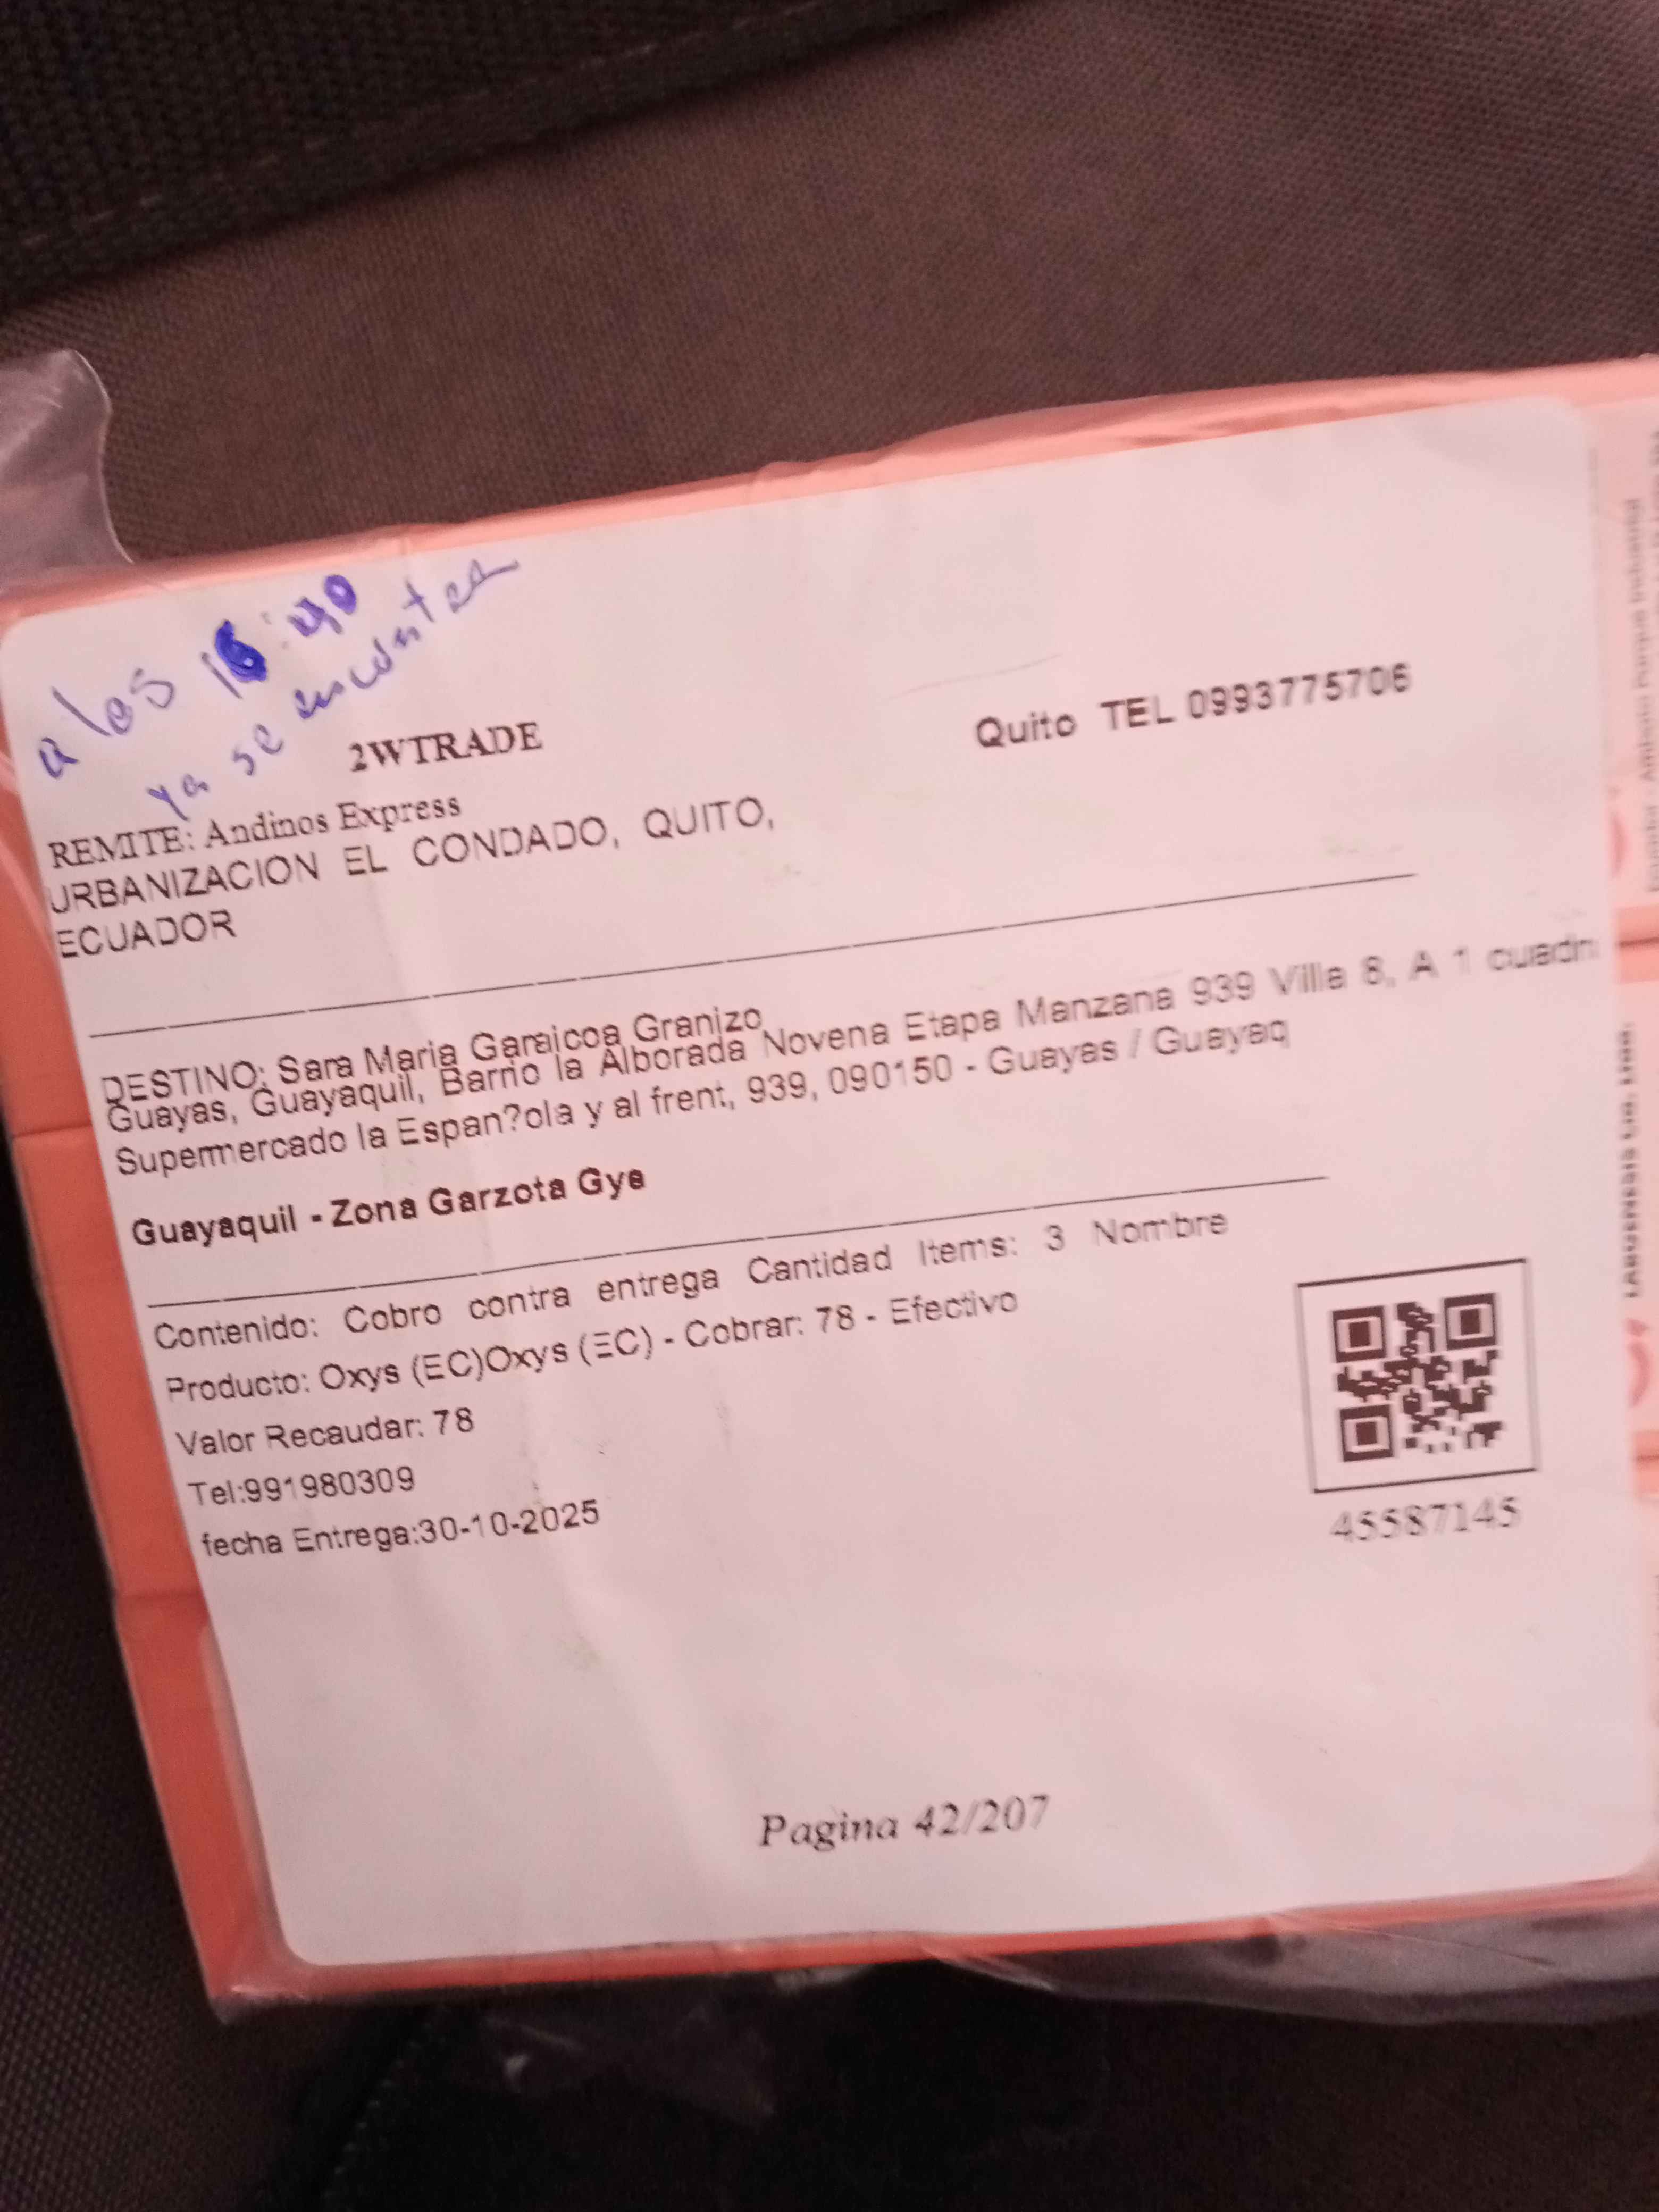 a las 16:40
ya se encontra
2WTRADE
Quito TEL 0993775706
REMITE: Andinos Express
URBANIZACION EL CONDADO, QUITO,
ECUADOR
DESTINO: Sara Maria Garaicoa Granizo
Guayas, Guayaquil, Barrio la Alborada Novena Etapa Manzana 939 Villa 8, A 1 cuadr
Supermercado la Espan?ola y al frent, 939, 090150 - Guayas / Guayaq
Guayaquil - Zona Garzota Gye
Contenido: Cobro contra entrega Cantidad Items: 3 Nombre
Producto: Oxys (EC)Oxys (EC) - Cobrar: 78 - Efectivo
Valor Recaudar: 78
Tel:991980309
fecha Entrega:30-10-2025
45587145
Pagina 42/207